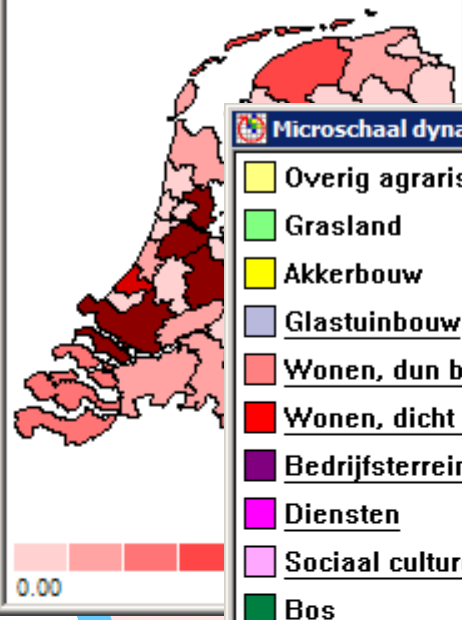 Microschaal dyna
Overig agraris
Grasland
Akkerbouw
Glastuinbouw
Wonen, dun b
Wonen, dicht
Bedrijfsterrein
Diensten
Sociaal cultur
Bos
0.00